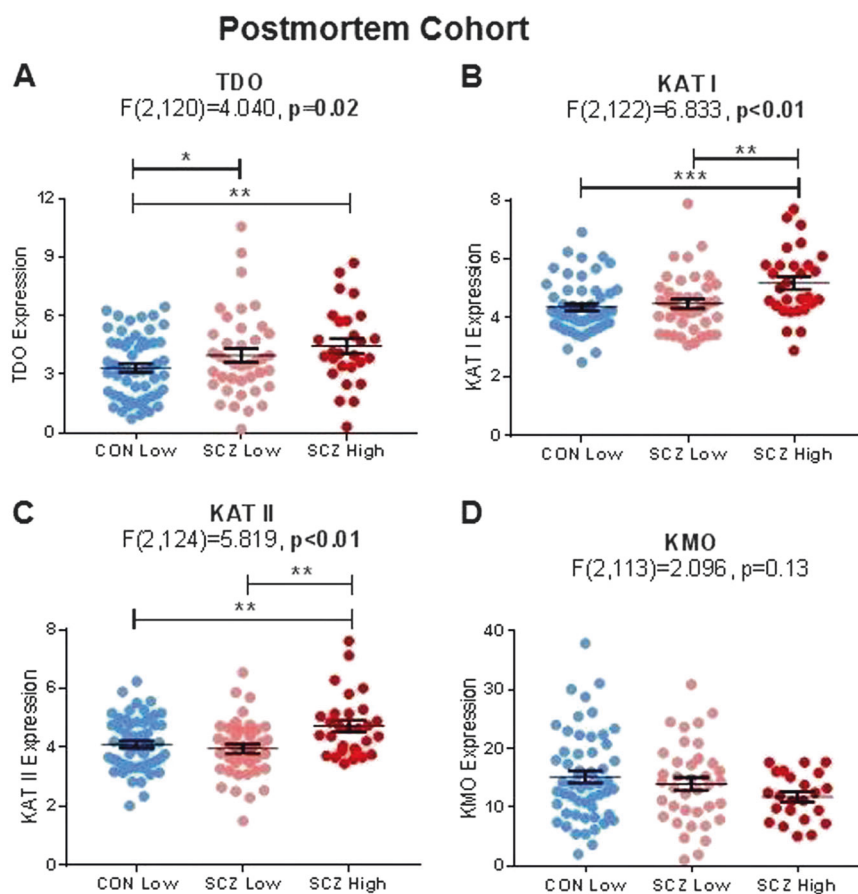 Postmortem Cohort
A
TDO
F(2,120)=4.040, p=0.02
*
**
12
9
6
3
0
TDO Expression
CON Low SCZ Low SCZ High
B
KAT I
F(2,122)=6.833, p<0.01
**
***
8
6
4
2
0
KAT I Expression
CON Low SCZ Low SCZ High
C
KAT II
F(2,124)=5.819, p<0.01
**
**
8
6
4
2
0
KAT II Expression
CON Low SCZ Low SCZ High
D
KMO
F(2,113)=2.096, p=0.13
40
30
20
10
0
KMO Expression
CON Low SCZ Low SCZ High